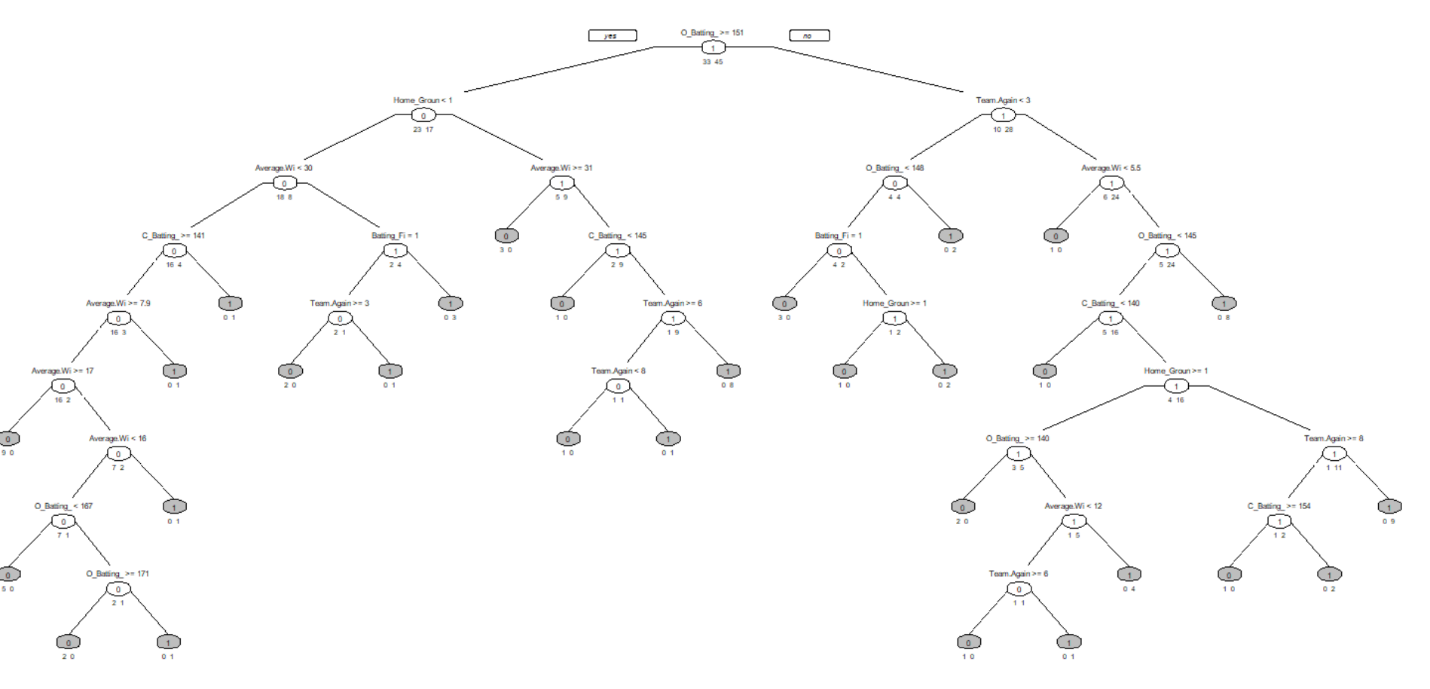 yes O_Batting_ >= 151 no
1
33 45
Home_Groun < 1 Team.Again < 3
0 1
23 17 10 28
Average.Wi < 30 Average.Wi >= 31 O_Batting_ < 148 Average.Wi < 5.5
0 1 0 1
18 8 5 9 4 4 6 24
C_Batting_ >= 141 Batting_Fi = 1 0 C_Batting_ < 145 Batting_Fi = 1 1 0 O_Batting_ < 145
0 1 3 0 1 0 0 2 1 0 1
16 4 2 4 2 9 4 2 5 24
Average.Wi >= 7.9 1 Team.Again >= 3 1 0 Team.Again >= 6 0 Home_Groun >= 1 C_Batting_ < 140 1
0 0 1 0 0 3 1 0 1 3 0 1 1 0 8
16 3 2 1 1 9 1 2 5 16
Average.Wi >= 17 1 0 1 Team.Again < 8 1 0 1 0 Home_Groun >= 1
0 0 1 2 0 0 1 0 0 8 1 0 0 2 1 0 1
16 2 1 1 4 16
0 Average.Wi < 16 0 1 O_Batting_ >= 140 Team.Again >= 8
9 0 0 1 0 0 1 1 1
7 2 3 5 1 11
O_Batting_ < 167 1 0 Average.Wi < 12 C_Batting_ >= 154 1
0 0 1 2 0 1 1 0 9
7 1 1 5 1 2
0 O_Batting_ >= 171 Team.Again >= 6 1 0 1
5 0 0 0 0 4 1 0 0 2
2 1 1 1
0 1 0 1
2 0 0 1 1 0 0 1